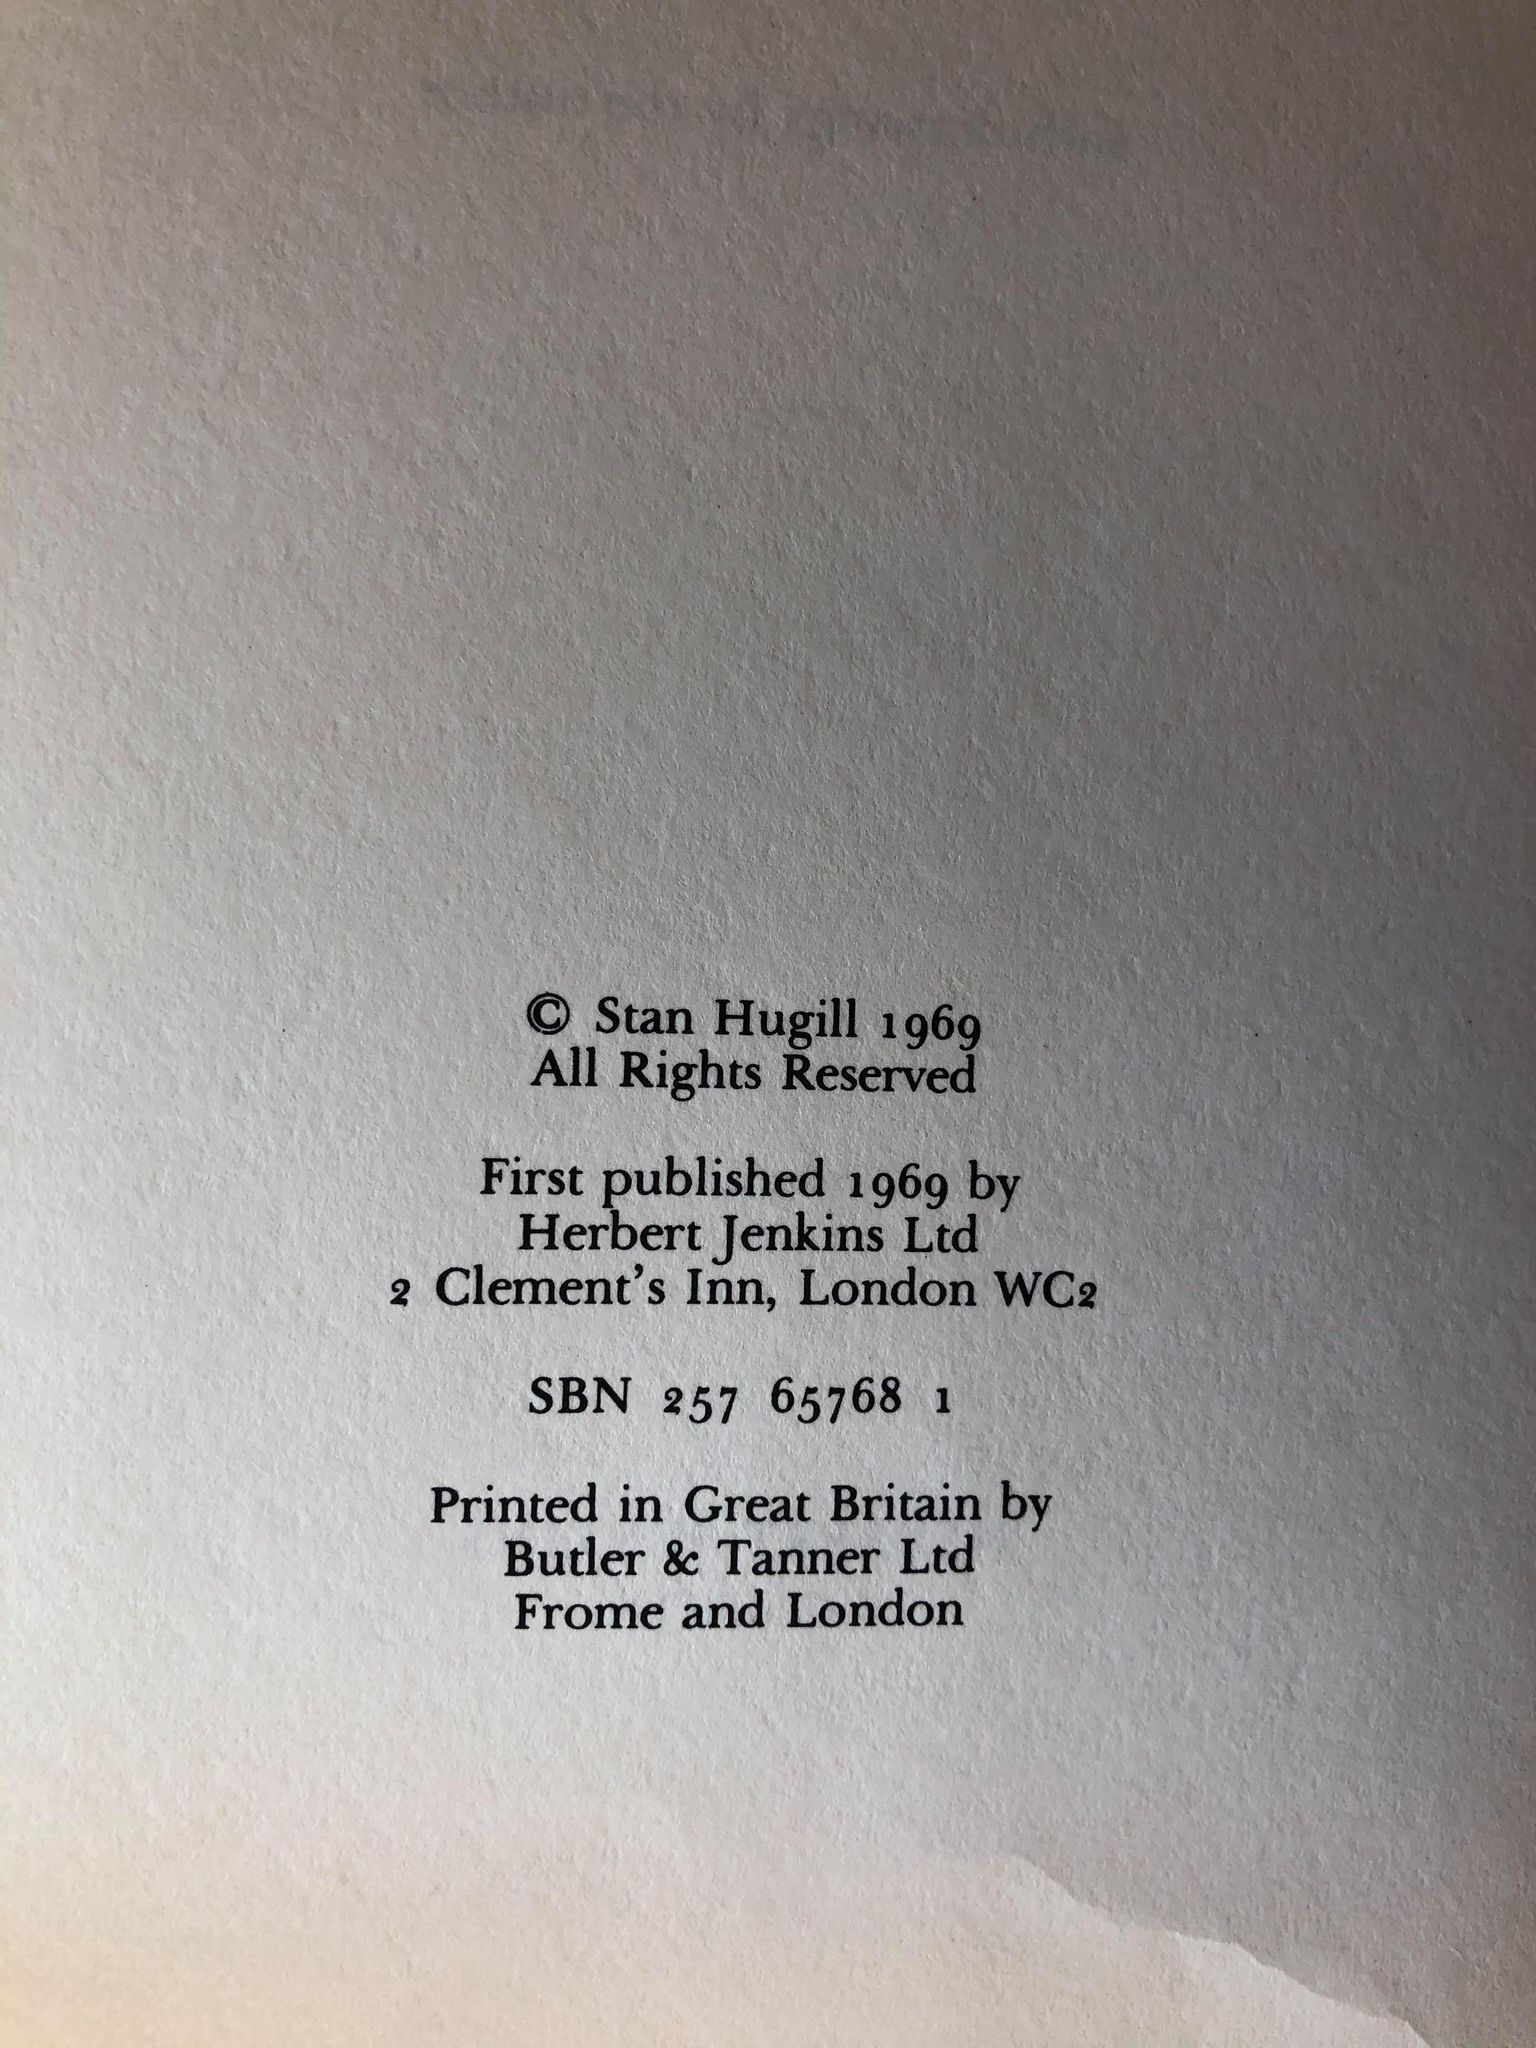 © Stan Hugill 1969
All Rights Reserved
First published 1969 by
Herbert Jenkins Ltd
2 Clement's Inn, London WC2
SBN 257 65768 1
Printed in Great Britain by
Butler & Tanner Ltd
Frome and London